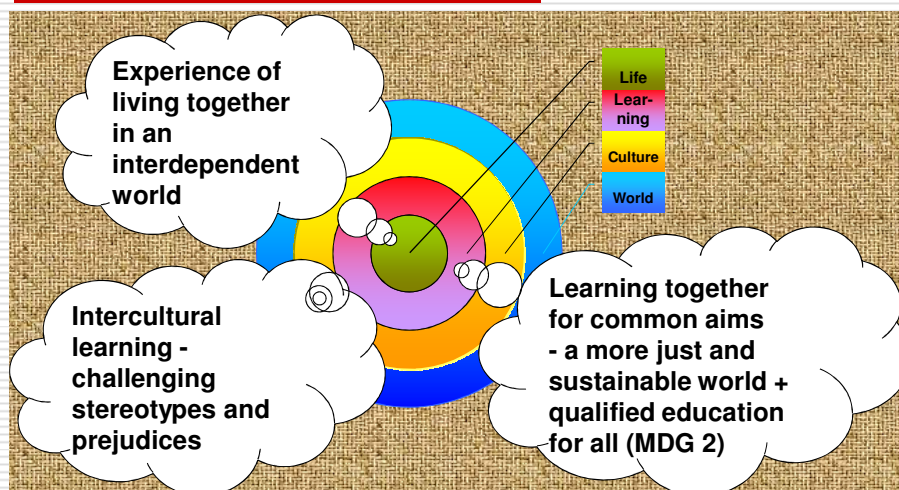 Experience of
living together
in an
interdependent
world
Life
Lear-
ning
Culture
World
Intercultural
learning -
challenging
stereotypes and
prejudices
Learning together
for common aims
- a more just and
sustainable world +
qualified education
for all (MDG 2)